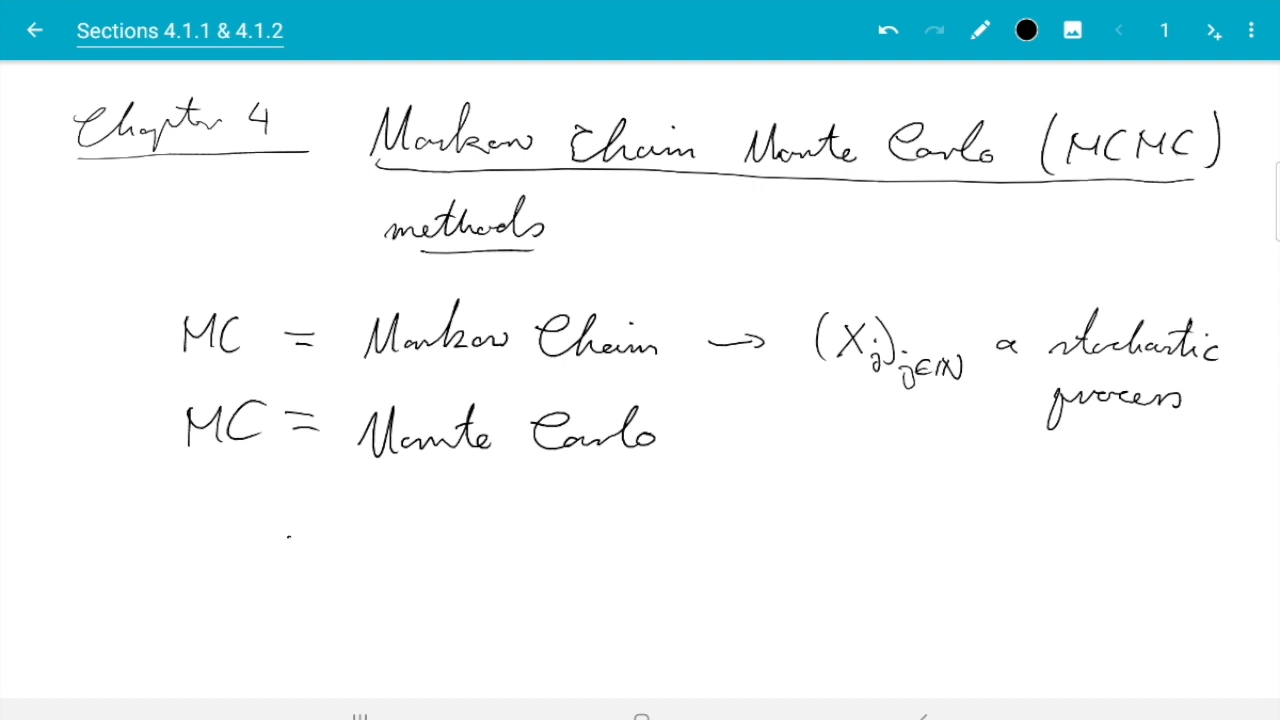 Sections 4.1.1 & 4.1.2
1
Chapter 4 Markov Chain Monte Carlo (MCMC)
methods
MC = Markov Chain → (X_j)_{j∈ℕ} a stochastic
process
MC = Monte Carlo